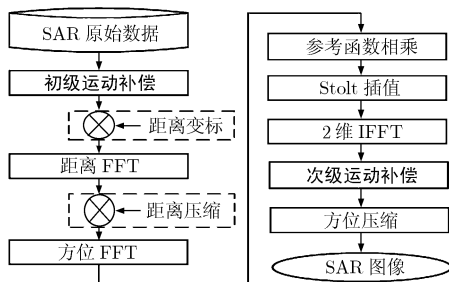 SAR 原始数据
初级运动补偿
距离变标
距离 FFT
距离压缩
方位 FFT
参考函数相乘
Stolt 插值
2 维 IFFT
次级运动补偿
方位压缩
SAR 图像